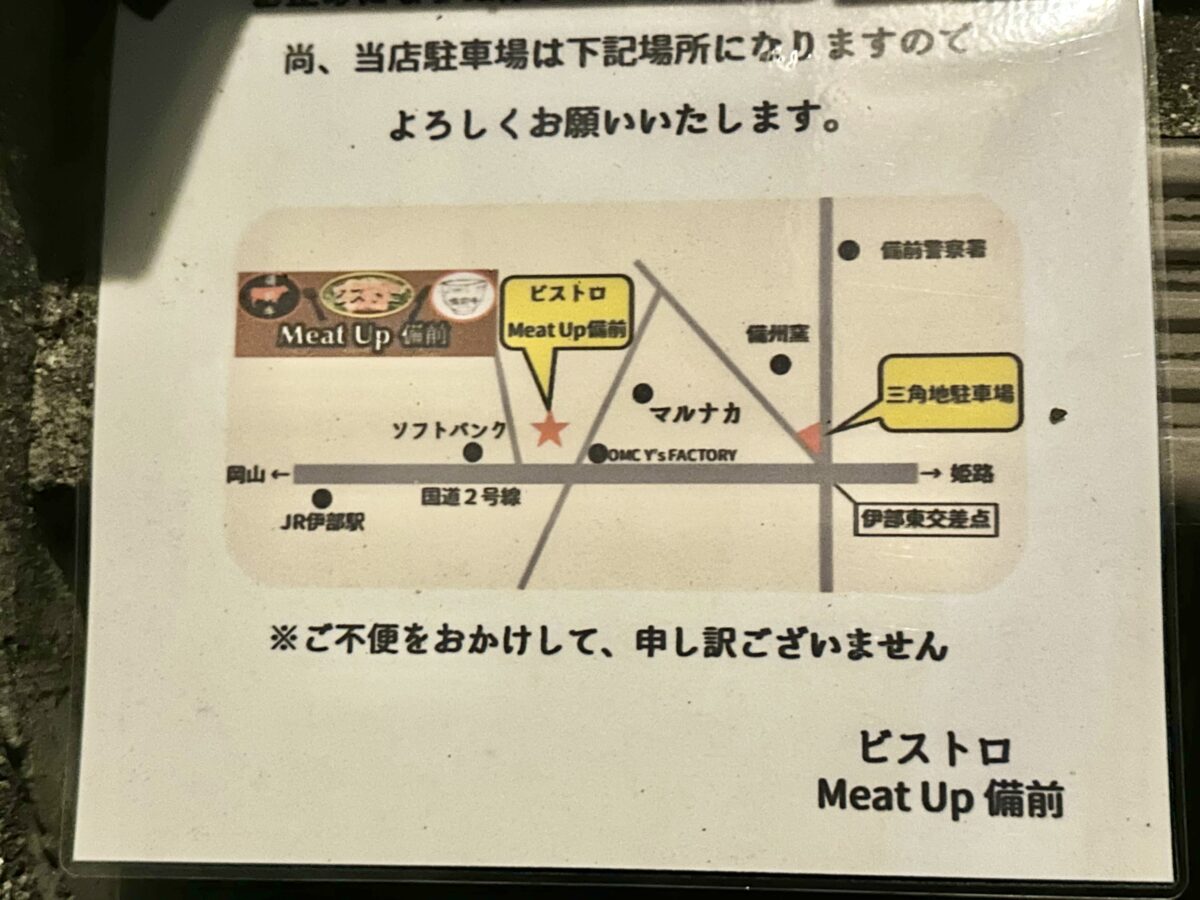 尚、当店駐車場は下記場所になりますので
よろしくお願いいたします。
備前警察署
ビストロ
Meat Up備前
Meat Up 備前
備州窯
三角地駐車場
マルナカ
ソフトバンク
OMC Y's FACTORY
岡山←
→ 姫路
国道2号線
JR伊部駅
伊部東交差点
※ご不便をおかけして、申し訳ございません
ビストロ
Meat Up 備前